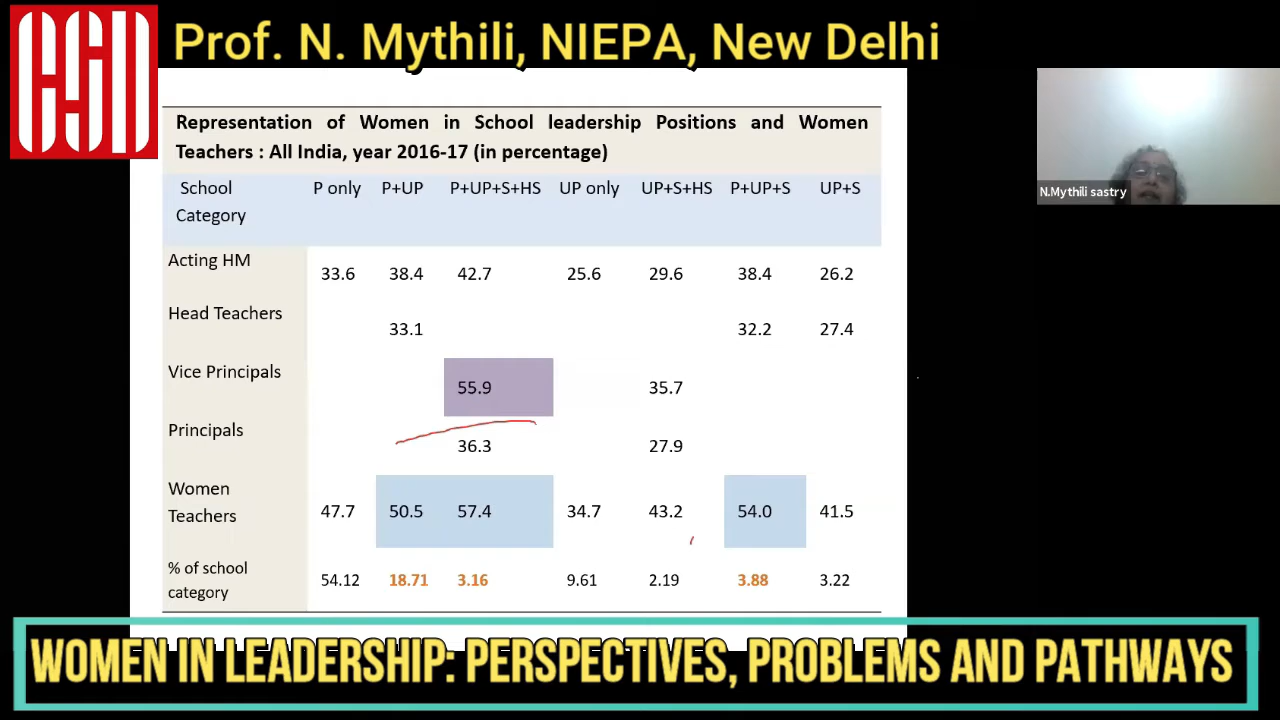 Prof. N. Mythili, NIEPA, New Delhi
CSD
Representation of Women in School leadership Positions and Women
Teachers : All India, year 2016-17 (in percentage)
School Category P only P+UP P+UP+S+HS UP only UP+S+HS P+UP+S UP+S
Acting HM 33.6 38.4 42.7 25.6 29.6 38.4 26.2
Head Teachers 33.1 32.2 27.4
Vice Principals 55.9 35.7
Principals 36.3 27.9
Women Teachers 47.7 50.5 57.4 34.7 43.2 54.0 41.5
% of school category 54.12 18.71 3.16 9.61 2.19 3.88 3.22
N.Mythili sastry
WOMEN IN LEADERSHIP: PERSPECTIVES, PROBLEMS AND PATHWAYS